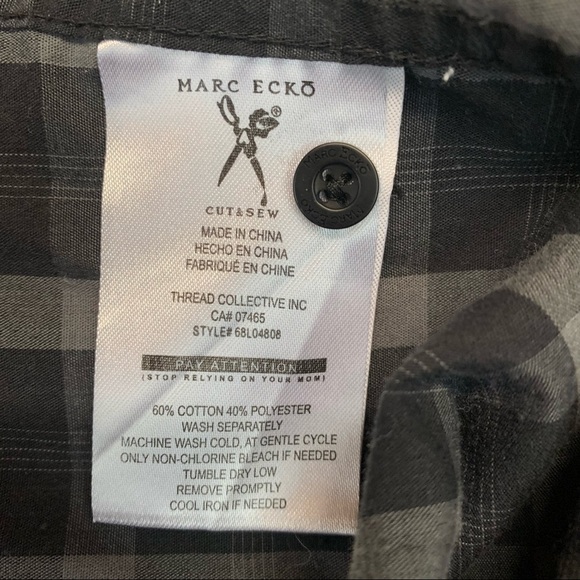 MARC ECKŌ
®
CUT&SEW
MADE IN CHINA
HECHO EN CHINA
FABRIQUÉ EN CHINE
THREAD COLLECTIVE INC
CA# 07465
STYLE# 68L04808
PAY ATTENTION
(STOP RELYING ON YOUR MOM)
60% COTTON 40% POLYESTER
WASH SEPARATELY
MACHINE WASH COLD, AT GENTLE CYCLE
ONLY NON-CHLORINE BLEACH IF NEEDED
TUMBLE DRY LOW
REMOVE PROMPTLY
COOL IRON IF NEEDED
MARC ECKO